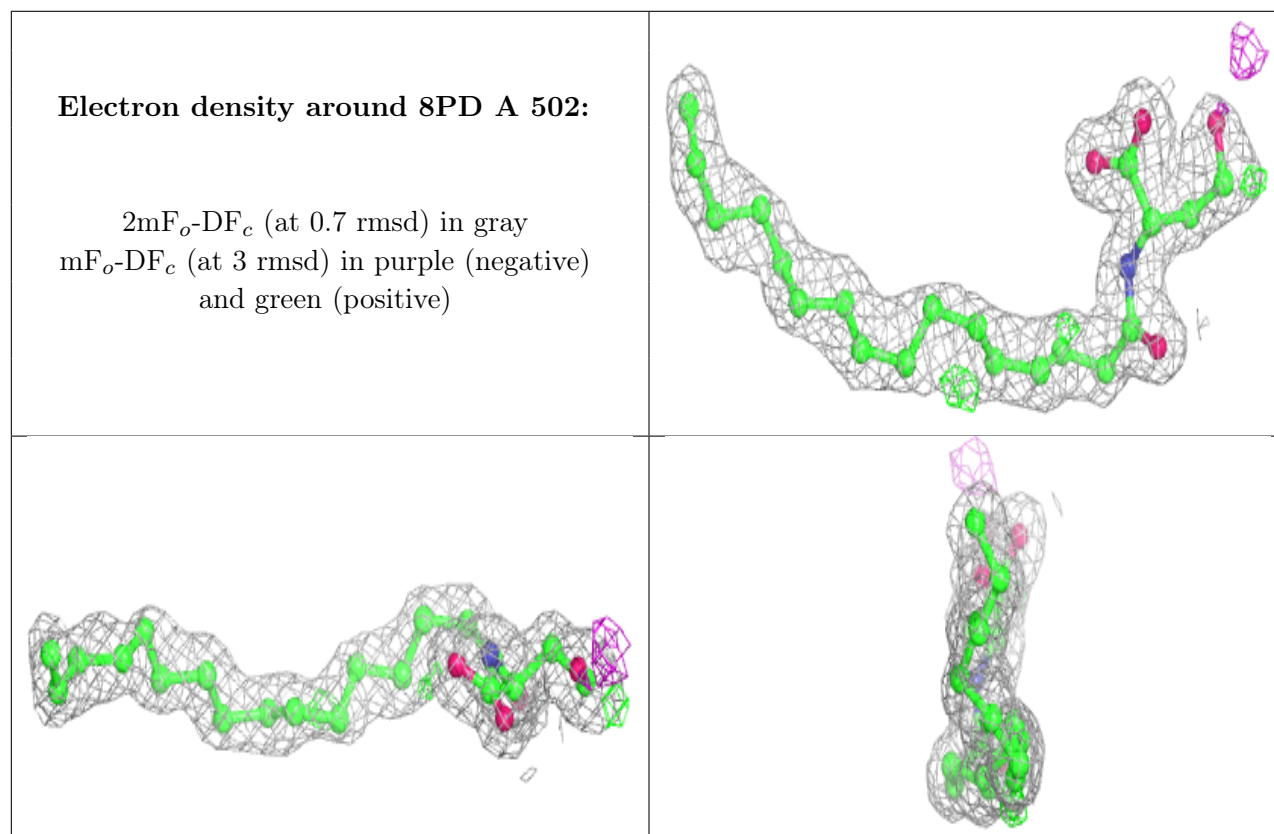 Electron density around 8PD A 502:
2mFo-DFc (at 0.7 rmsd) in gray
mFo-DFc (at 3 rmsd) in purple (negative)
and green (positive)